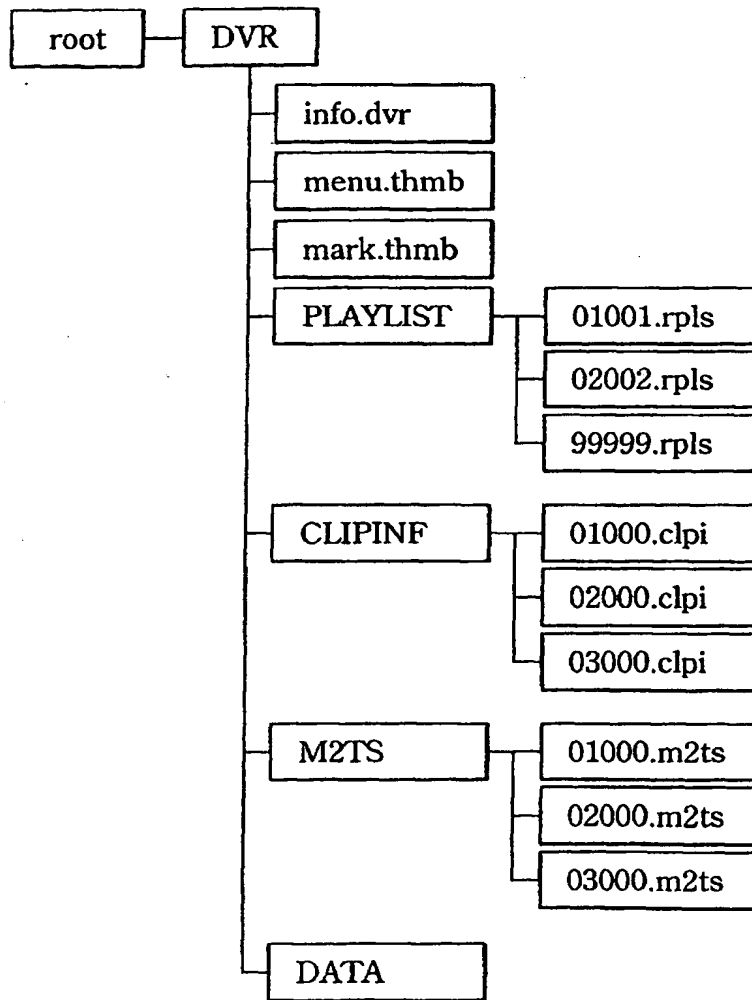 root
DVR
info.dvr
menu.thmb
mark.thmb
PLAYLIST
01001.rpls
02002.rpls
99999.rpls
CLIPINF
01000.clpi
02000.clpi
03000.clpi
M2TS
01000.m2ts
02000.m2ts
03000.m2ts
DATA